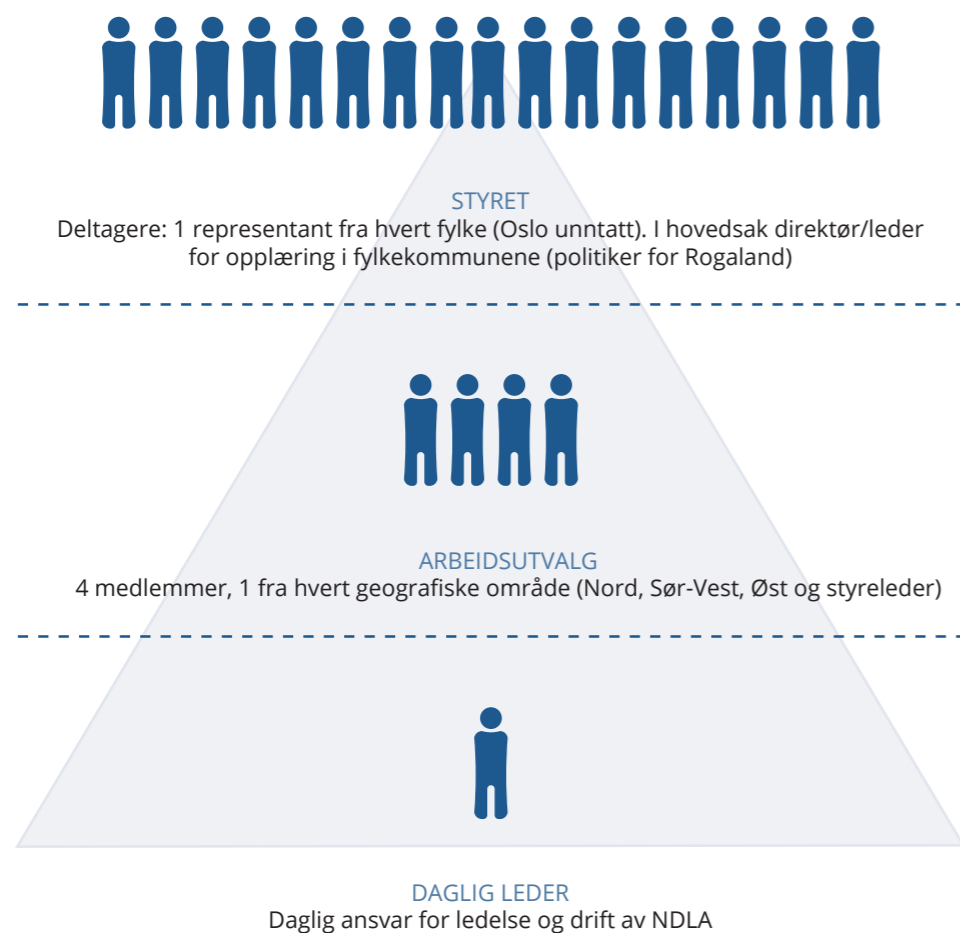 STYRET
Deltagere: 1 representant fra hvert fylke (Oslo unntatt). I hovedsak direktør/leder
for opplæring i fylkekommunene (politiker for Rogaland)
ARBEIDSUTVALG
4 medlemmer, 1 fra hvert geografiske område (Nord, Sør-Vest, Øst og styreleder)
DAGLIG LEDER
Daglig ansvar for ledelse og drift av NDLA